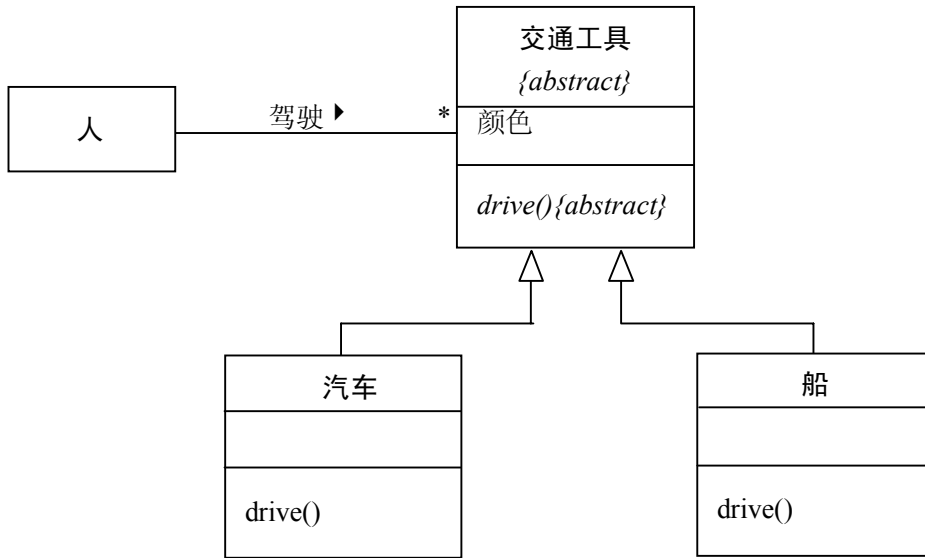 交通工具
{abstract}
人
驾驶
*
颜色
drive(){abstract}
汽车
船
drive()
drive()